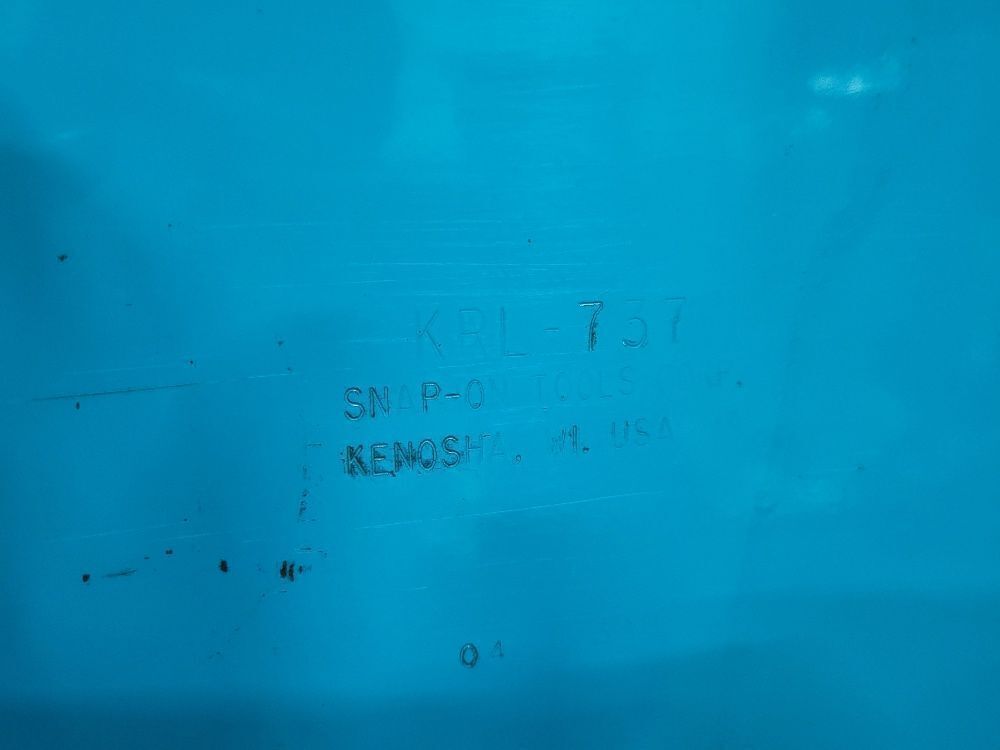 KRL-757
SNAP-ON TOOLS CORP.
KENOSHA, WI. USA
04